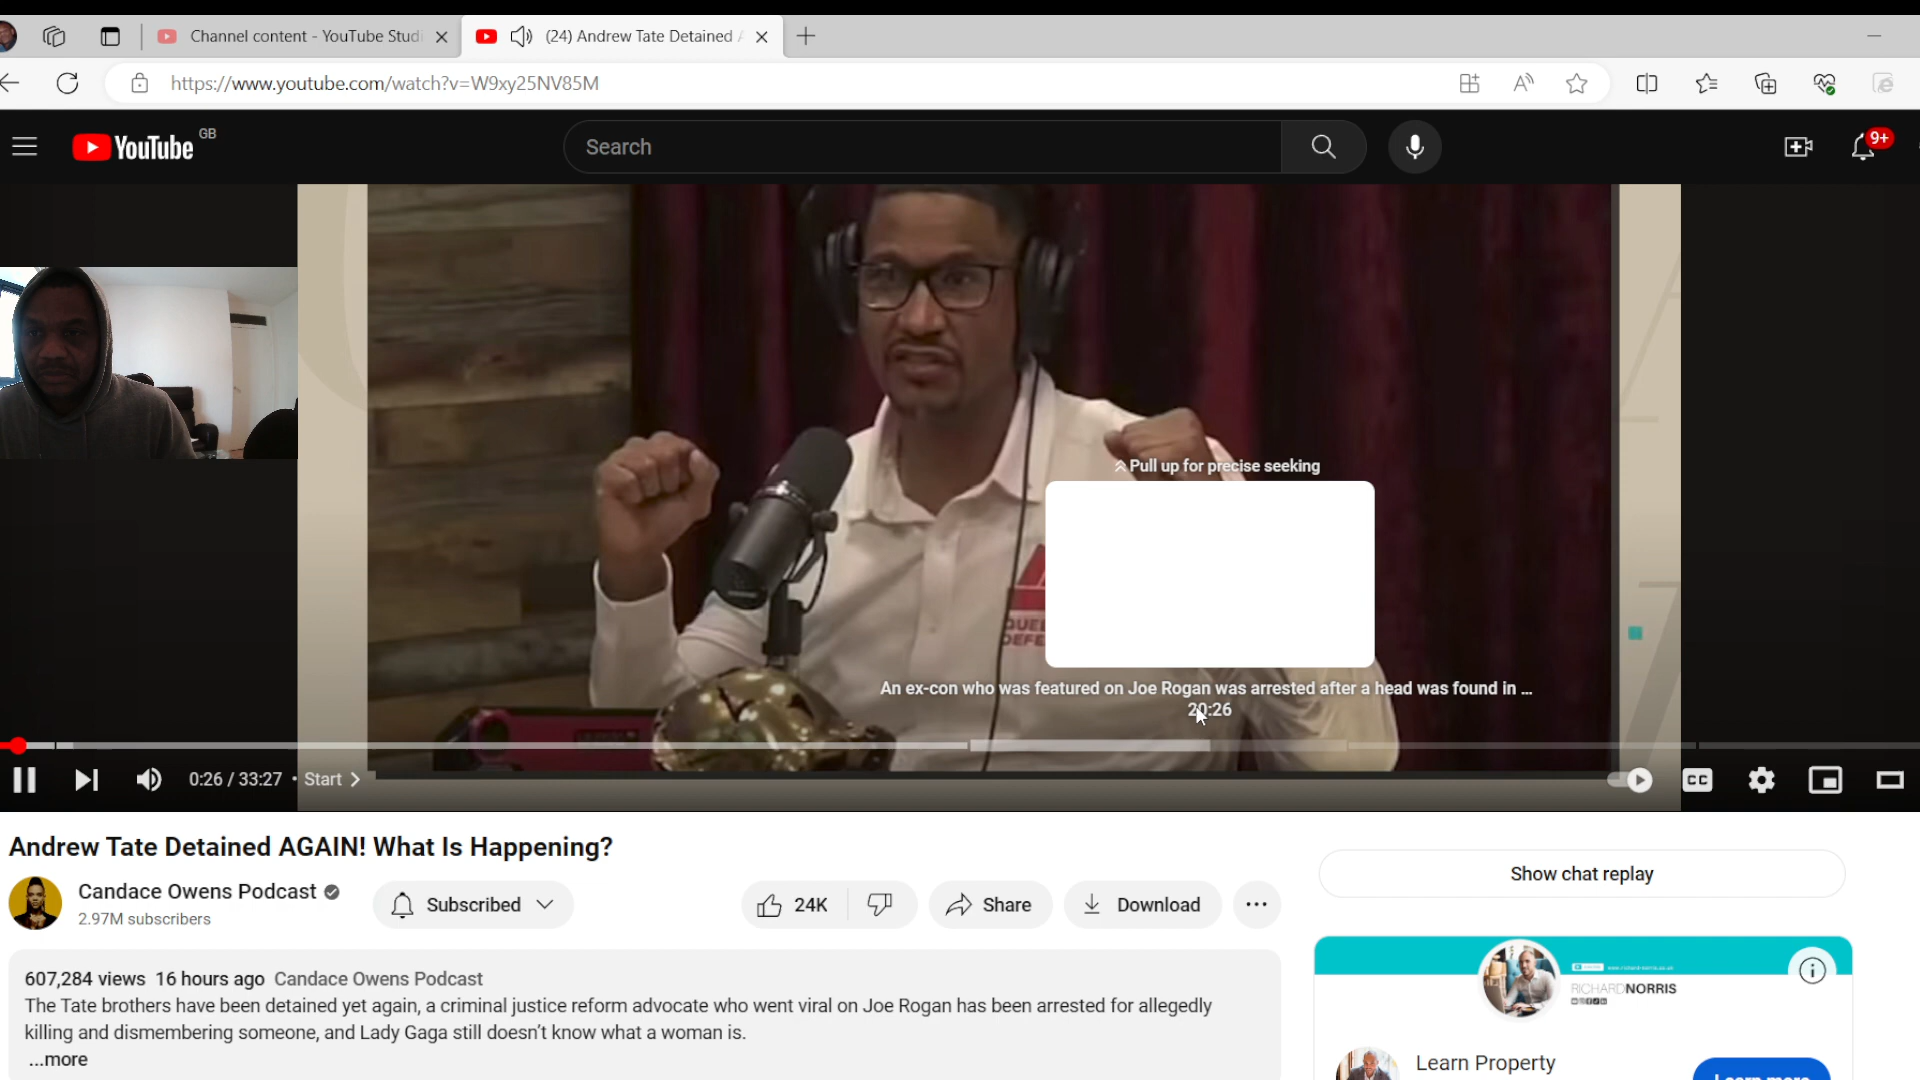 Channel content - YouTube Studi
(24) Andrew Tate Detained A
https://www.youtube.com/watch?v=W9xy25NV85M
YouTube GB
Search
9+
Pull up for precise seeking
An ex-con who was featured on Joe Rogan was arrested after a head was found in ...
20:26
0:26 / 33:27 • Start
CC
Andrew Tate Detained AGAIN! What Is Happening?
Candace Owens Podcast
2.97M subscribers
Subscribed
24K
Share
Download
Show chat replay
607,284 views 16 hours ago Candace Owens Podcast
The Tate brothers have been detained yet again, a criminal justice reform advocate who went viral on Joe Rogan has been arrested for allegedly
killing and dismembering someone, and Lady Gaga still doesn't know what a woman is.
...more
RICHARDNORRIS
Learn Property
Learn more